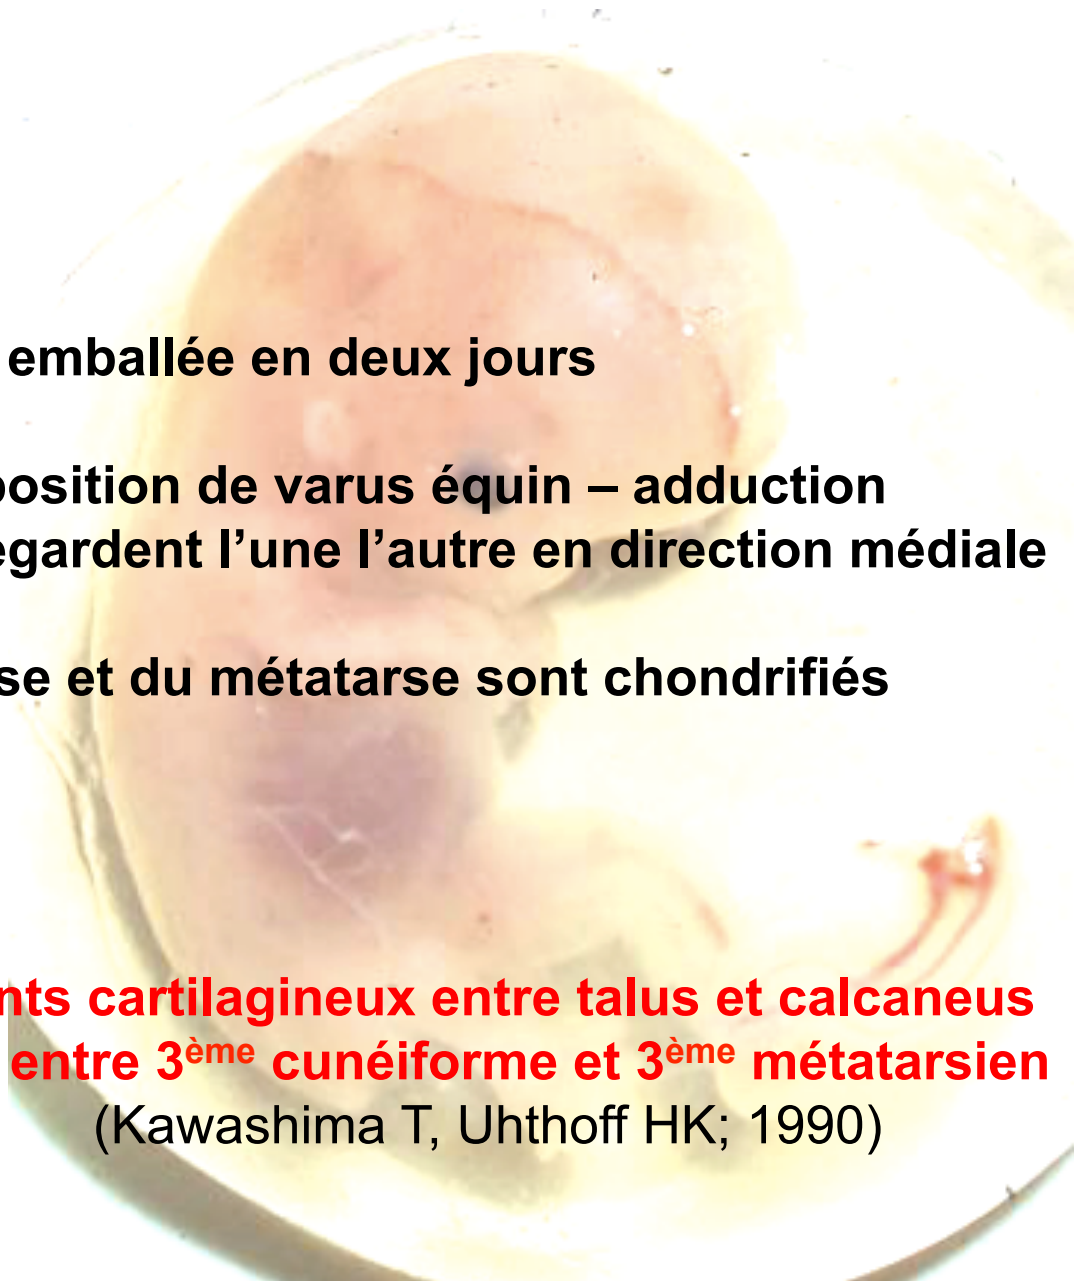 emballée en deux jours
position de varus équin – adduction
egardent l’une l’autre en direction médiale
se et du métatarse sont chondrifiés
nts cartilagineux entre talus et calcaneus
entre 3ème cunéiforme et 3ème métatarsien
(Kawashima T, Uhthoff HK; 1990)